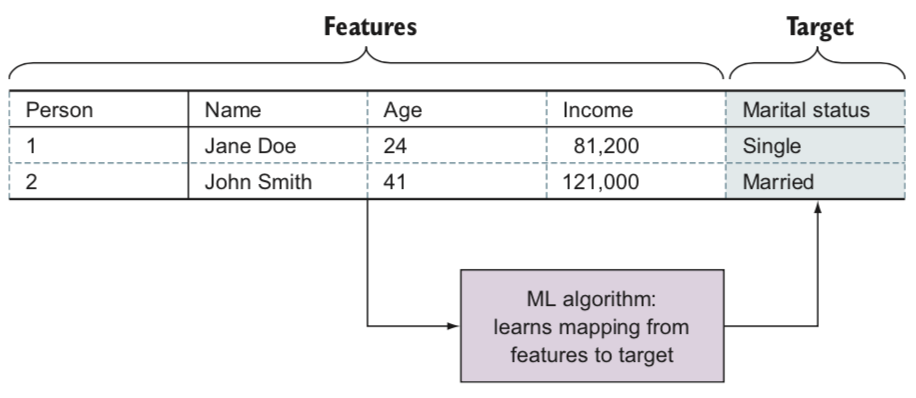 Features Target
Person Name Age Income Marital status
1 Jane Doe 24 81,200 Single
2 John Smith 41 121,000 Married
ML algorithm:
learns mapping from
features to target